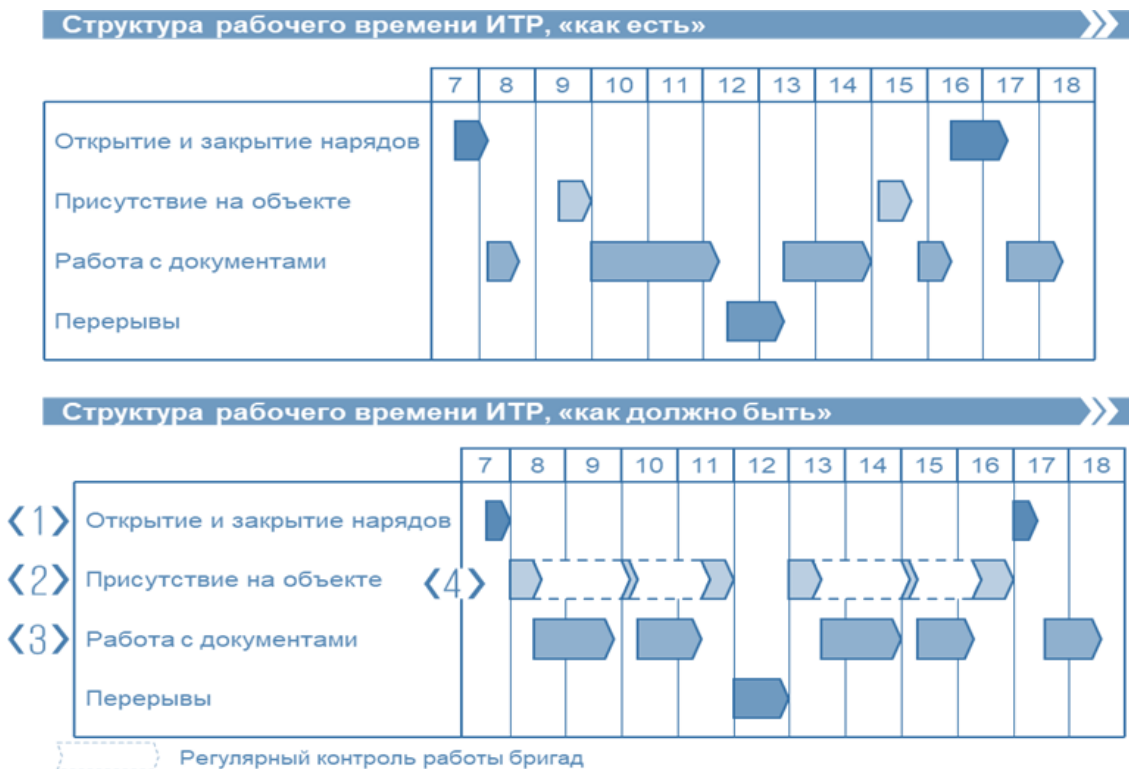 Структура рабочего времени ИТР, «как есть»
7 8 9 10 11 12 13 14 15 16 17 18
Открытие и закрытие нарядов
Присутствие на объекте
Работа с документами
Перерывы
Структура рабочего времени ИТР, «как должно быть»
7 8 9 10 11 12 13 14 15 16 17 18
<1> Открытие и закрытие нарядов
<2> Присутствие на объекте <4>
<3> Работа с документами
Перерывы
Регулярный контроль работы бригад